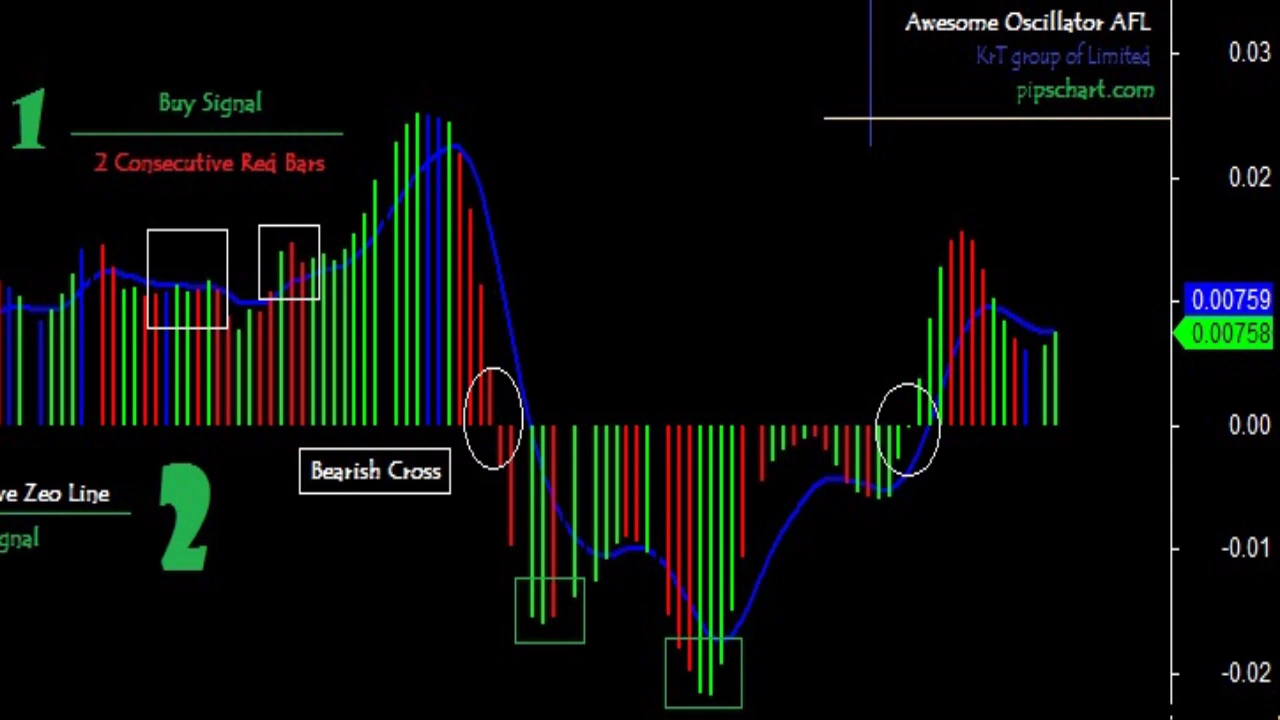 Awesome Oscillator AFL
KrT group of Limited
pipschart.com
1
Buy Signal
2 Consecutive Red Bars
0.03
0.02
0.00759
0.00758
0.00
Bearish Cross
ve Zeo Line
gnal
2
-0.01
-0.02